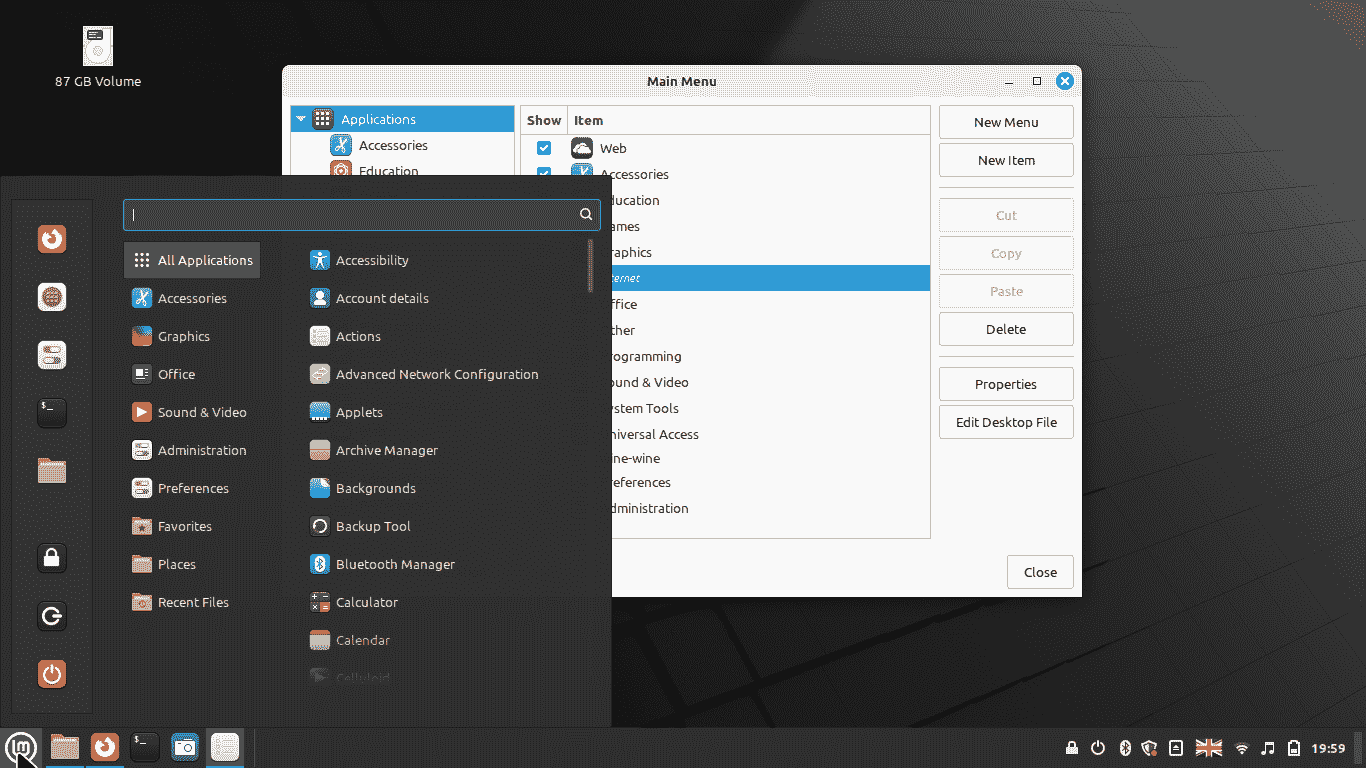 87 GB Volume
Main Menu
Applications
Accessories
Education
Show Item
Web
Accessories
ducation
ames
raphics
ternet
ffice
ther
rogramming
ound & Video
ystem Tools
niversal Access
ine-wine
references
dministration
New Menu
New Item
Cut
Copy
Paste
Delete
Properties
Edit Desktop File
Close
All Applications
Accessories
Graphics
Office
Sound & Video
Administration
Preferences
Favorites
Places
Recent Files
Accessibility
Account details
Actions
Advanced Network Configuration
Applets
Archive Manager
Backgrounds
Backup Tool
Bluetooth Manager
Calculator
Calendar
Celluloid
19:59